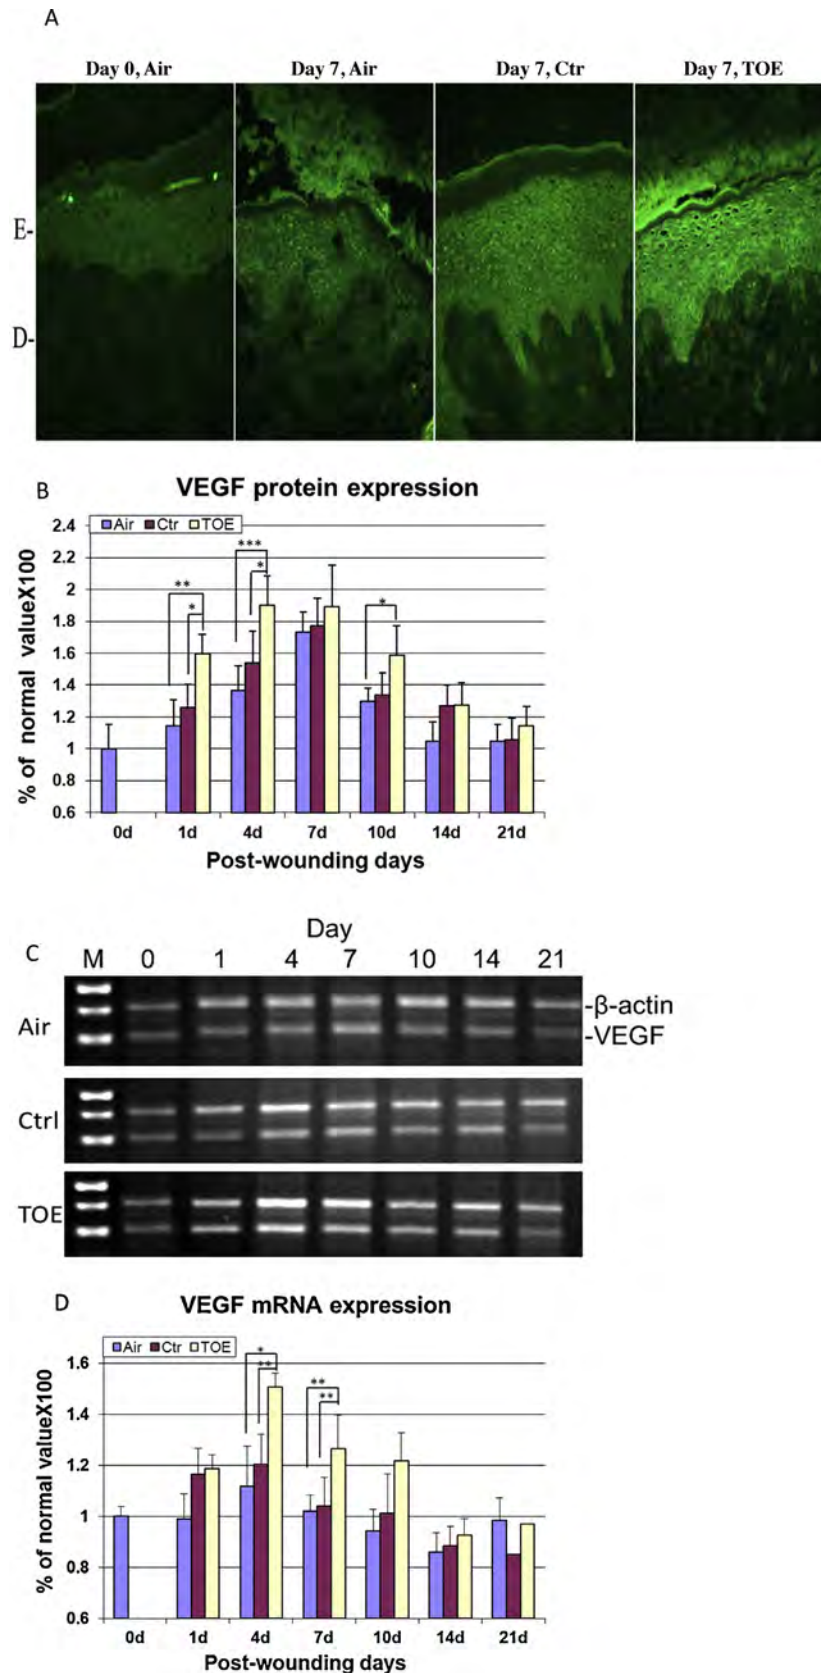 A
Day 0, Air Day 7, Air Day 7, Ctr Day 7, TOE
E-
D-
B
VEGF protein expression
Air Ctr TOE
% of normal valueX100
2.4
2.2
2
1.8
1.6
1.4
1.2
1
0.8
0.6
** * *** * *
0d 1d 4d 7d 10d 14d 21d
Post-wounding days
C
Day
M 0 1 4 7 10 14 21
Air
-β-actin
-VEGF
Ctrl
TOE
D
VEGF mRNA expression
Air Ctr TOE
% of normal valueX100
1.6
1.4
1.2
1
0.8
0.6
* ** ** **
0d 1d 4d 7d 10d 14d 21d
Post-wounding days